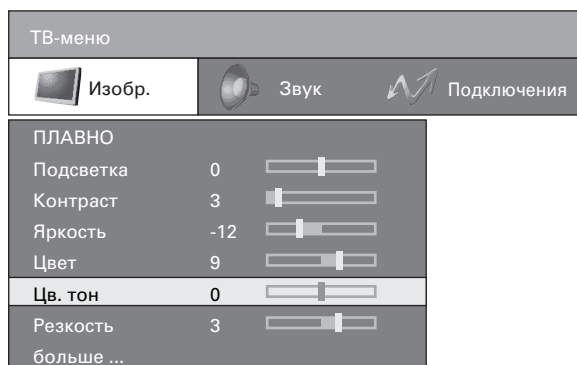 ТВ-меню
Изобр. Звук Подключения
ПЛАВНО
Подсветка 0
Контраст 3
Яркость -12
Цвет 9
Цв. тон 0
Резкость 3
больше ...